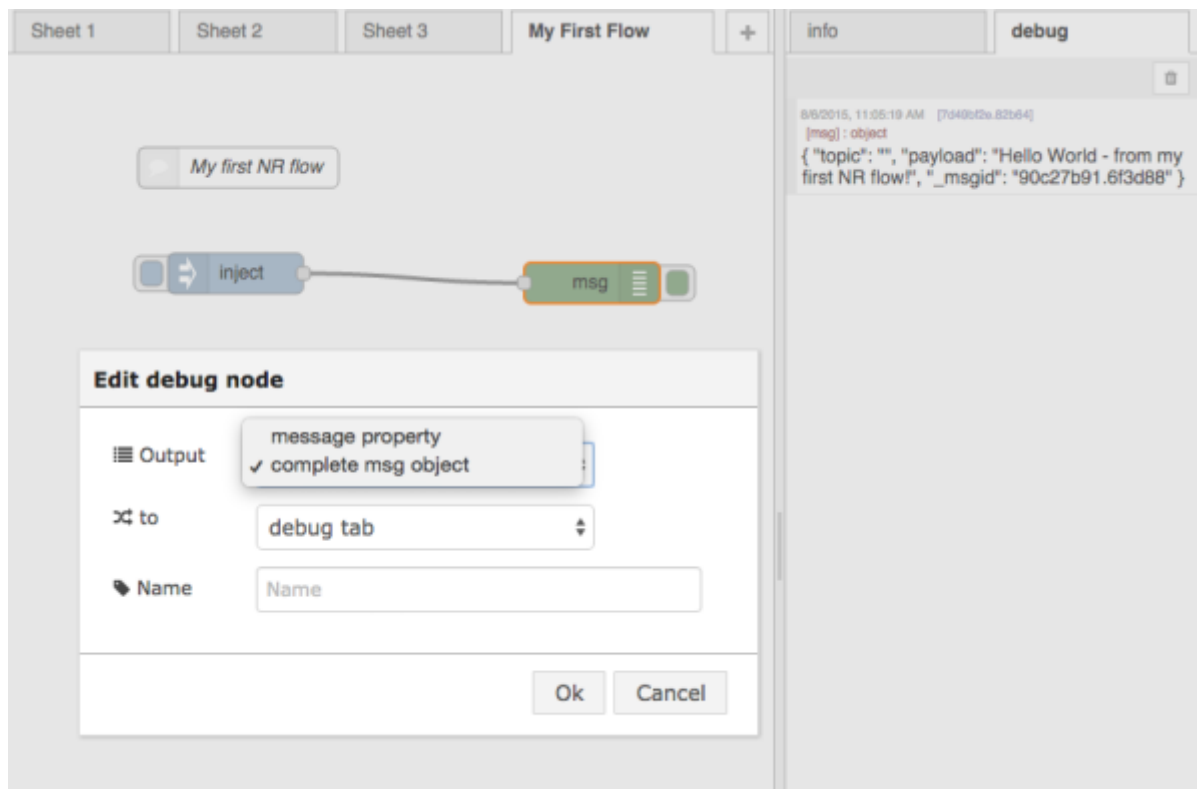 Sheet 1
Sheet 2
Sheet 3
My First Flow
+
info
debug
8/6/2015, 11:05:19 AM [7d40bf2e.82b64]
[msg] : object
{ "topic": "", "payload": "Hello World - from my
first NR flow!", "_msgid": "90c27b91.6f3d88" }
My first NR flow
inject
msg
Edit debug node
Output
message property
✓ complete msg object
to
debug tab
Name
Name
Ok
Cancel